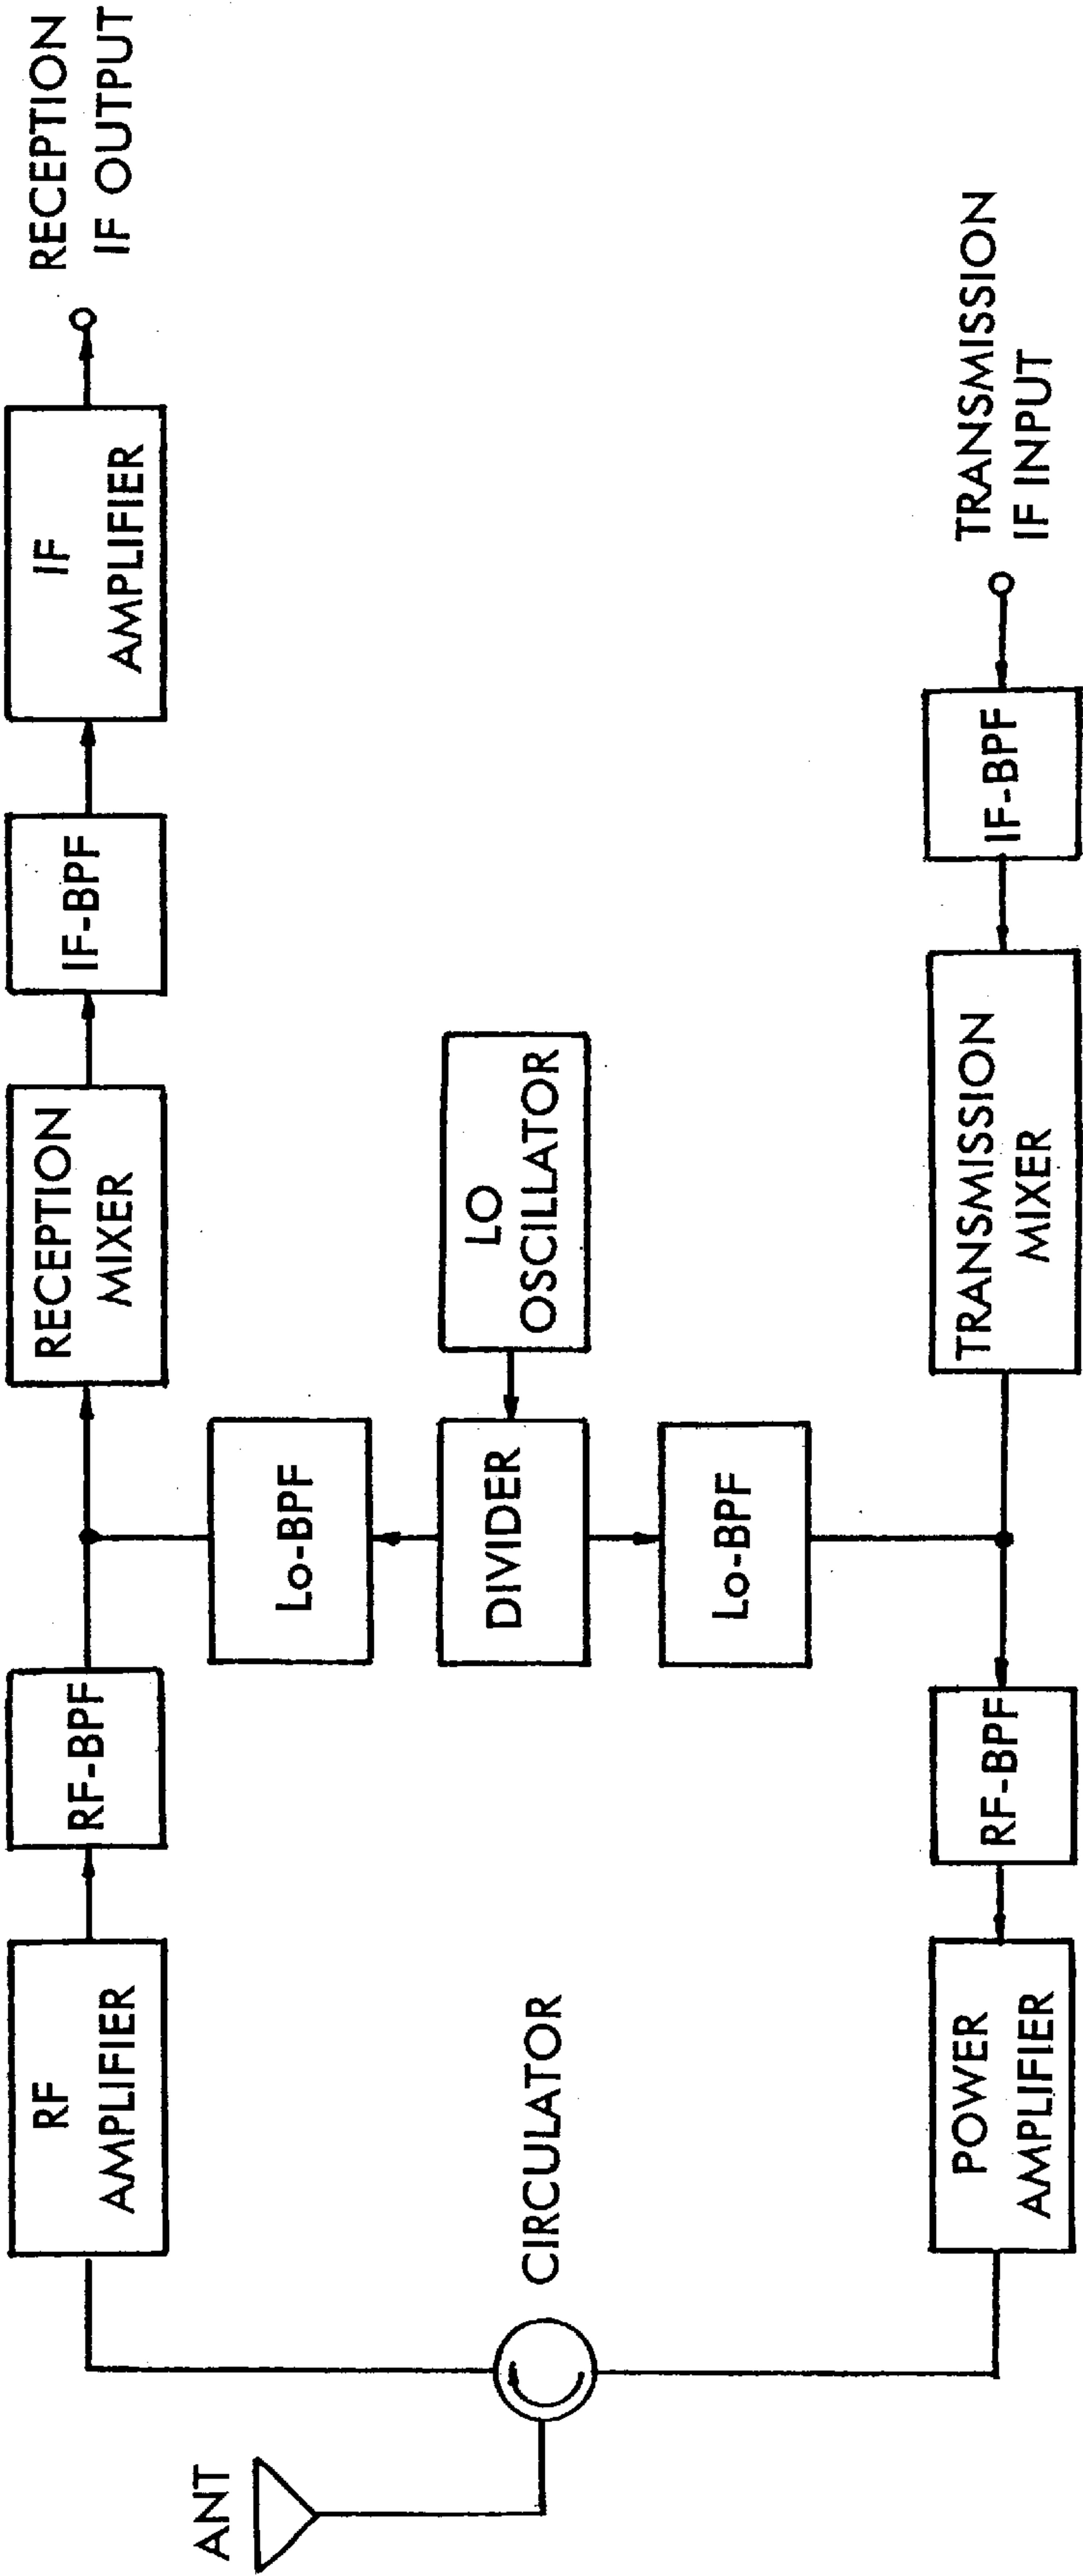 ANT
RF
AMPLIFIER
RF-BPF
RECEPTION
MIXER
IF-BPF
IF
AMPLIFIER
RECEPTION
IF OUTPUT
CIRCULATOR
Lo-BPF
DIVIDER
LO
OSCILLATOR
Lo-BPF
POWER
AMPLIFIER
RF-BPF
TRANSMISSION
MIXER
IF-BPF
TRANSMISSION
IF INPUT